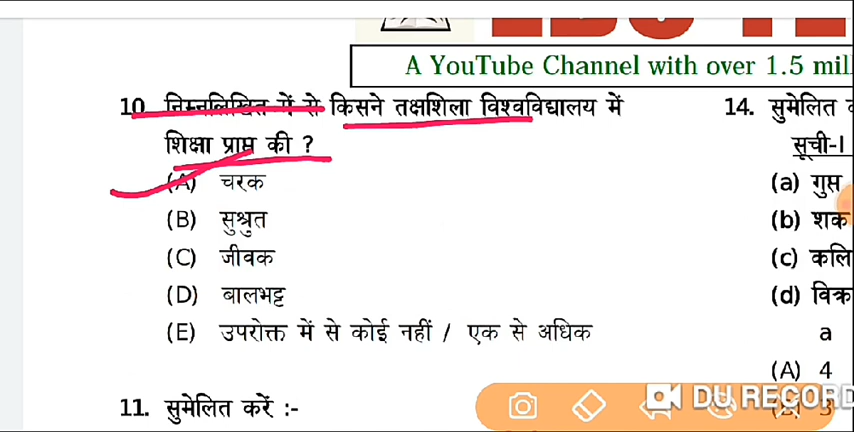 A YouTube Channel with over 1.5 mil
10. निम्नलिखित में से किसने तक्षशिला विश्वविद्यालय में
शिक्षा प्राप्त की ?
(A) चरक
(B) सुश्रुत
(C) जीवक
(D) बालभट्ट
(E) उपरोक्त में से कोई नहीं / एक से अधिक
11. सुमेलित करें :-
14. सुमेलित
सूची-I
(a) गुप्त
(b) शक
(c) कलि
(d) विक्र
a
(A) 4
3
DU RECORD